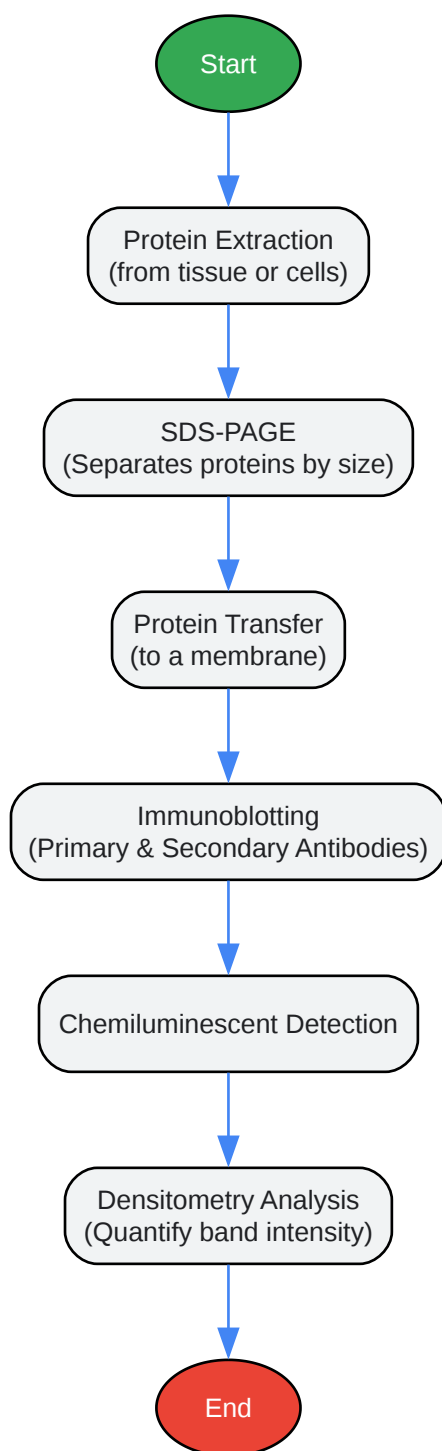 Start
Protein Extraction
(from tissue or cells)
SDS-PAGE
(Separates proteins by size)
Protein Transfer
(to a membrane)
Immunoblotting
(Primary & Secondary Antibodies)
Chemiluminescent Detection
Densitometry Analysis
(Quantify band intensity)
End